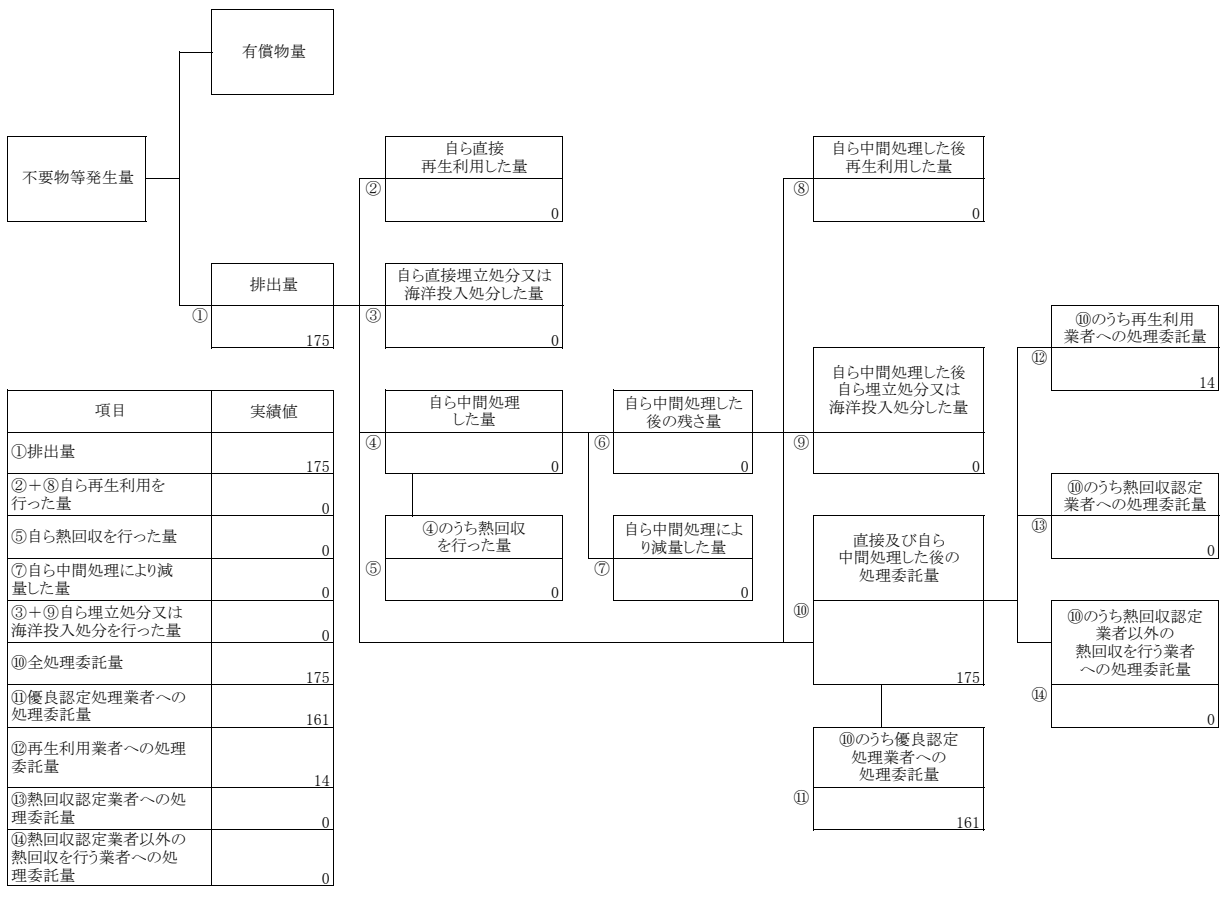 有償物量
不要物等発生量
排出量
①
175
自ら直接
再生利用した量
②
0
自ら直接埋立処分又は
海洋投入処分した量
③
0
自ら中間処理
した量
④
0
④のうち熱回収
を行った量
⑤
0
自ら中間処理した
後の残さ量
⑥
0
自ら中間処理によ
り減量した量
⑦
0
自ら中間処理した後
再生利用した量
⑧
0
自ら中間処理した後
自ら埋立処分又は
海洋投入処分した量
⑨
0
直接及び自ら
中間処理した後の
処理委託量
⑩
175
⑩のうち優良認定
処理業者への
処理委託量
⑪
161
⑩のうち再生利用
業者への処理委託量
⑫
14
⑩のうち熱回収認定
業者への処理委託量
⑬
0
⑩のうち熱回収認定
業者以外の
熱回収を行う業者
への処理委託量
⑭
0
項目 実績値
①排出量
175
②＋⑧自ら再生利用を
行った量
0
⑤自ら熱回収を行った量
0
⑦自ら中間処理により減
量した量
0
③＋⑨自ら埋立処分又は
海洋投入処分を行った量
0
⑩全処理委託量
175
⑪優良認定処理業者への
処理委託量
161
⑫再生利用業者への処理
委託量
14
⑬熱回収認定業者への処
理委託量
0
⑭熱回収認定業者以外の
熱回収を行う業者への処
理委託量
0